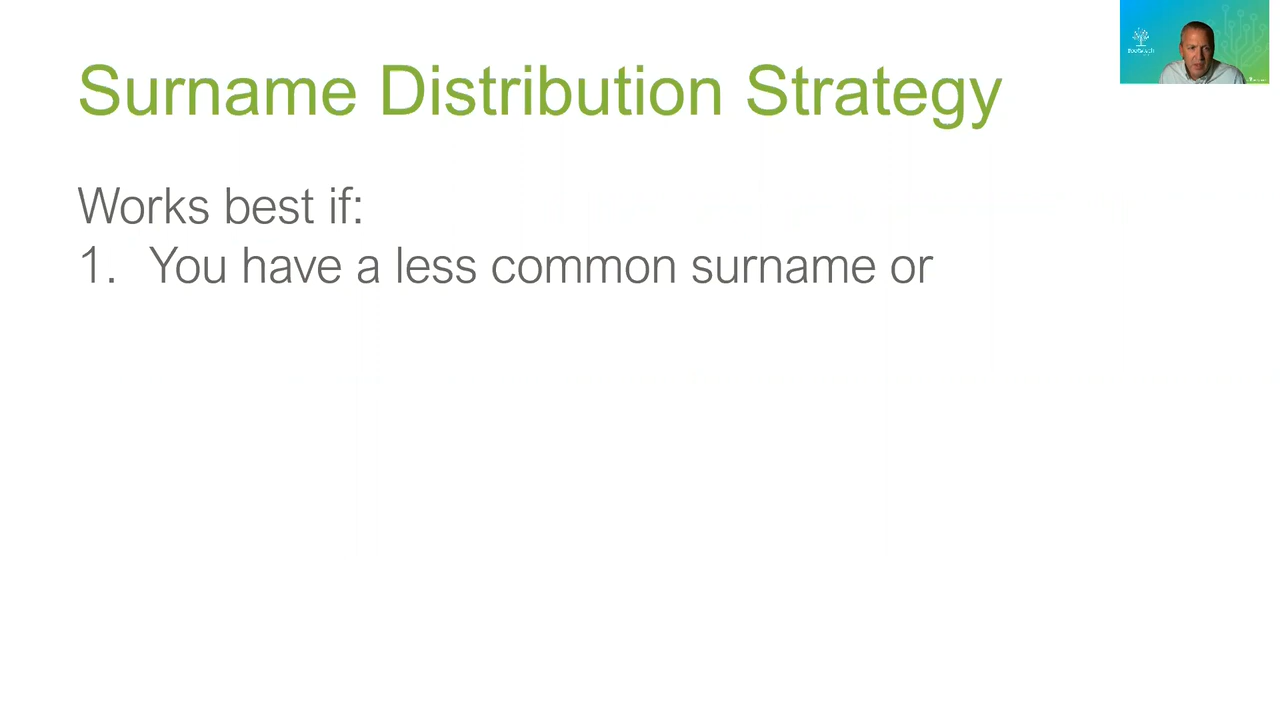 Surname Distribution Strategy
Works best if:
1. You have a less common surname or